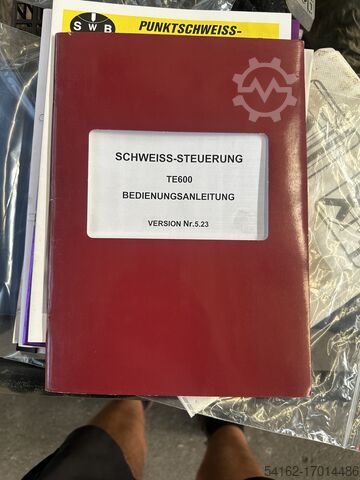 SWB
PUNKTSCHWEISS-
SCHWEISS-STEUERUNG
TE600
BEDIENUNGSANLEITUNG
VERSION Nr.5.23
54162-17014486